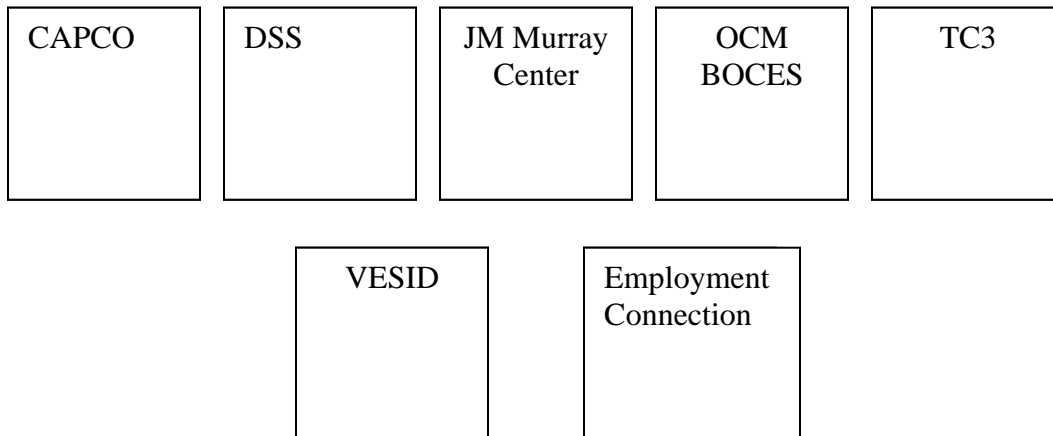 CAPCO
DSS
JM Murray
Center
OCM
BOCES
TC3
VESID
Employment
Connection